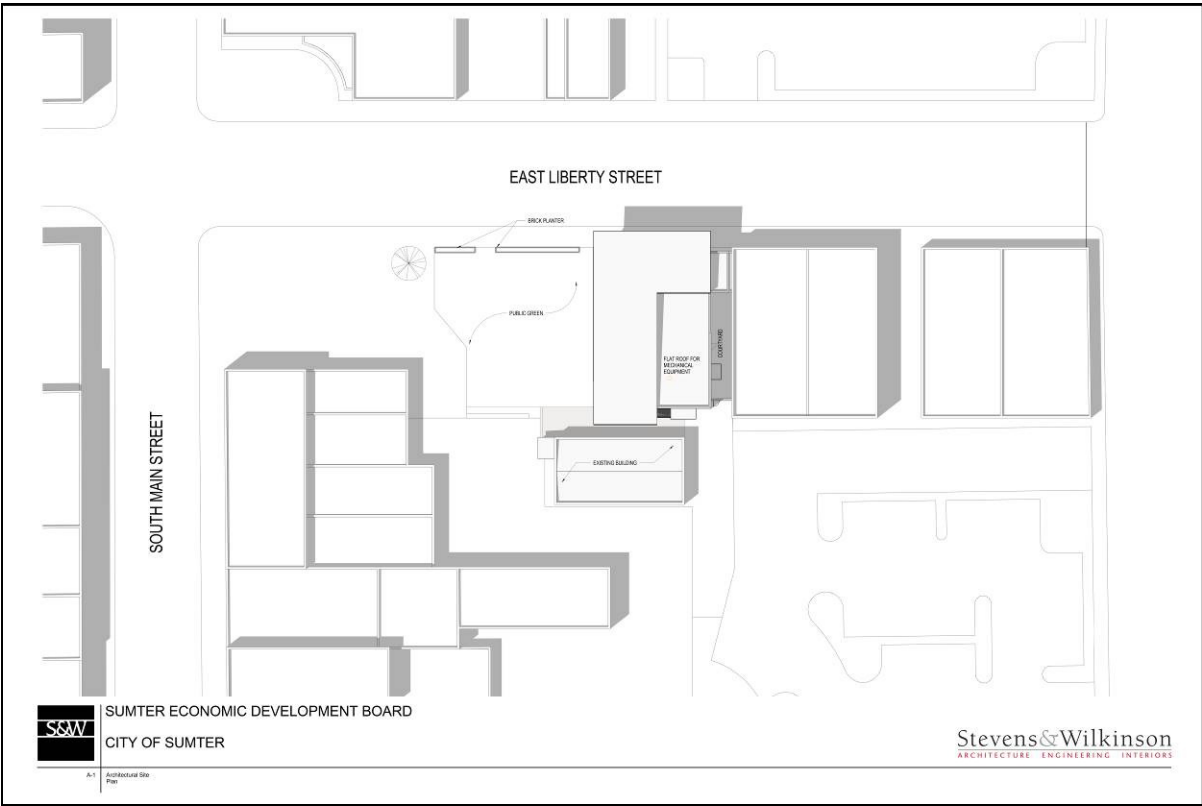 EAST LIBERTY STREET
BRICK PLANTER
PUBLIC GREEN
COURTYARD
FLAT ROOF FOR
MECHANICAL
EQUIPMENT
EXISTING BUILDING
SOUTH MAIN STREET
S&W
SUMTER ECONOMIC DEVELOPMENT BOARD
CITY OF SUMTER
Stevens&Wilkinson
ARCHITECTURE ENGINEERING INTERIORS
A-1
Architectural Site
Plan